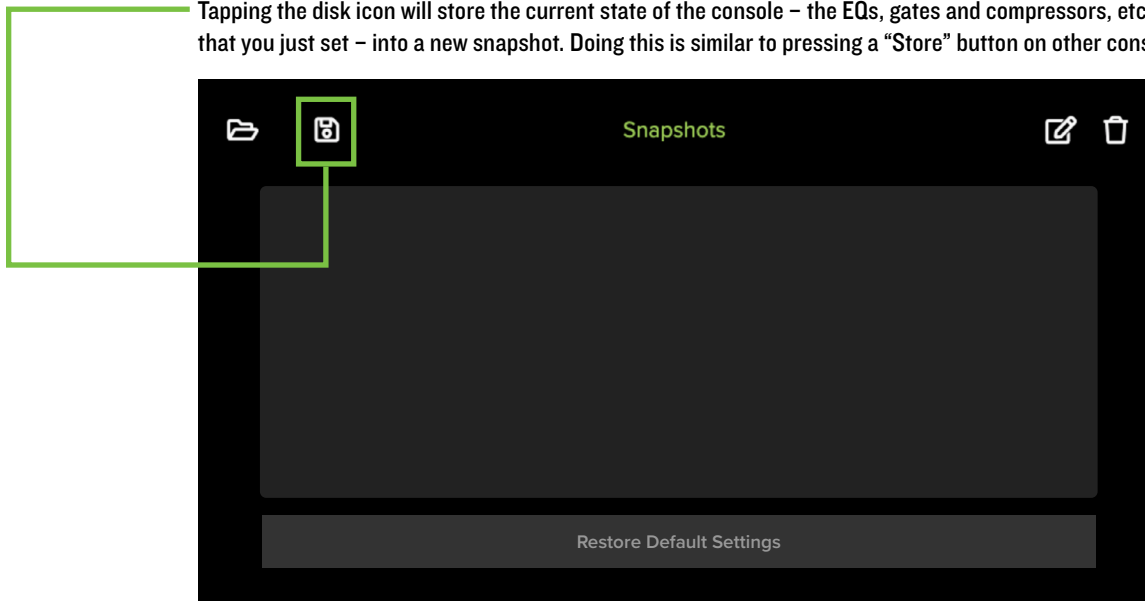 Tapping the disk icon will store the current state of the console – the EQs, gates and compressors, etc
that you just set – into a new snapshot. Doing this is similar to pressing a “Store” button on other
Snapshots
Restore Default Settings